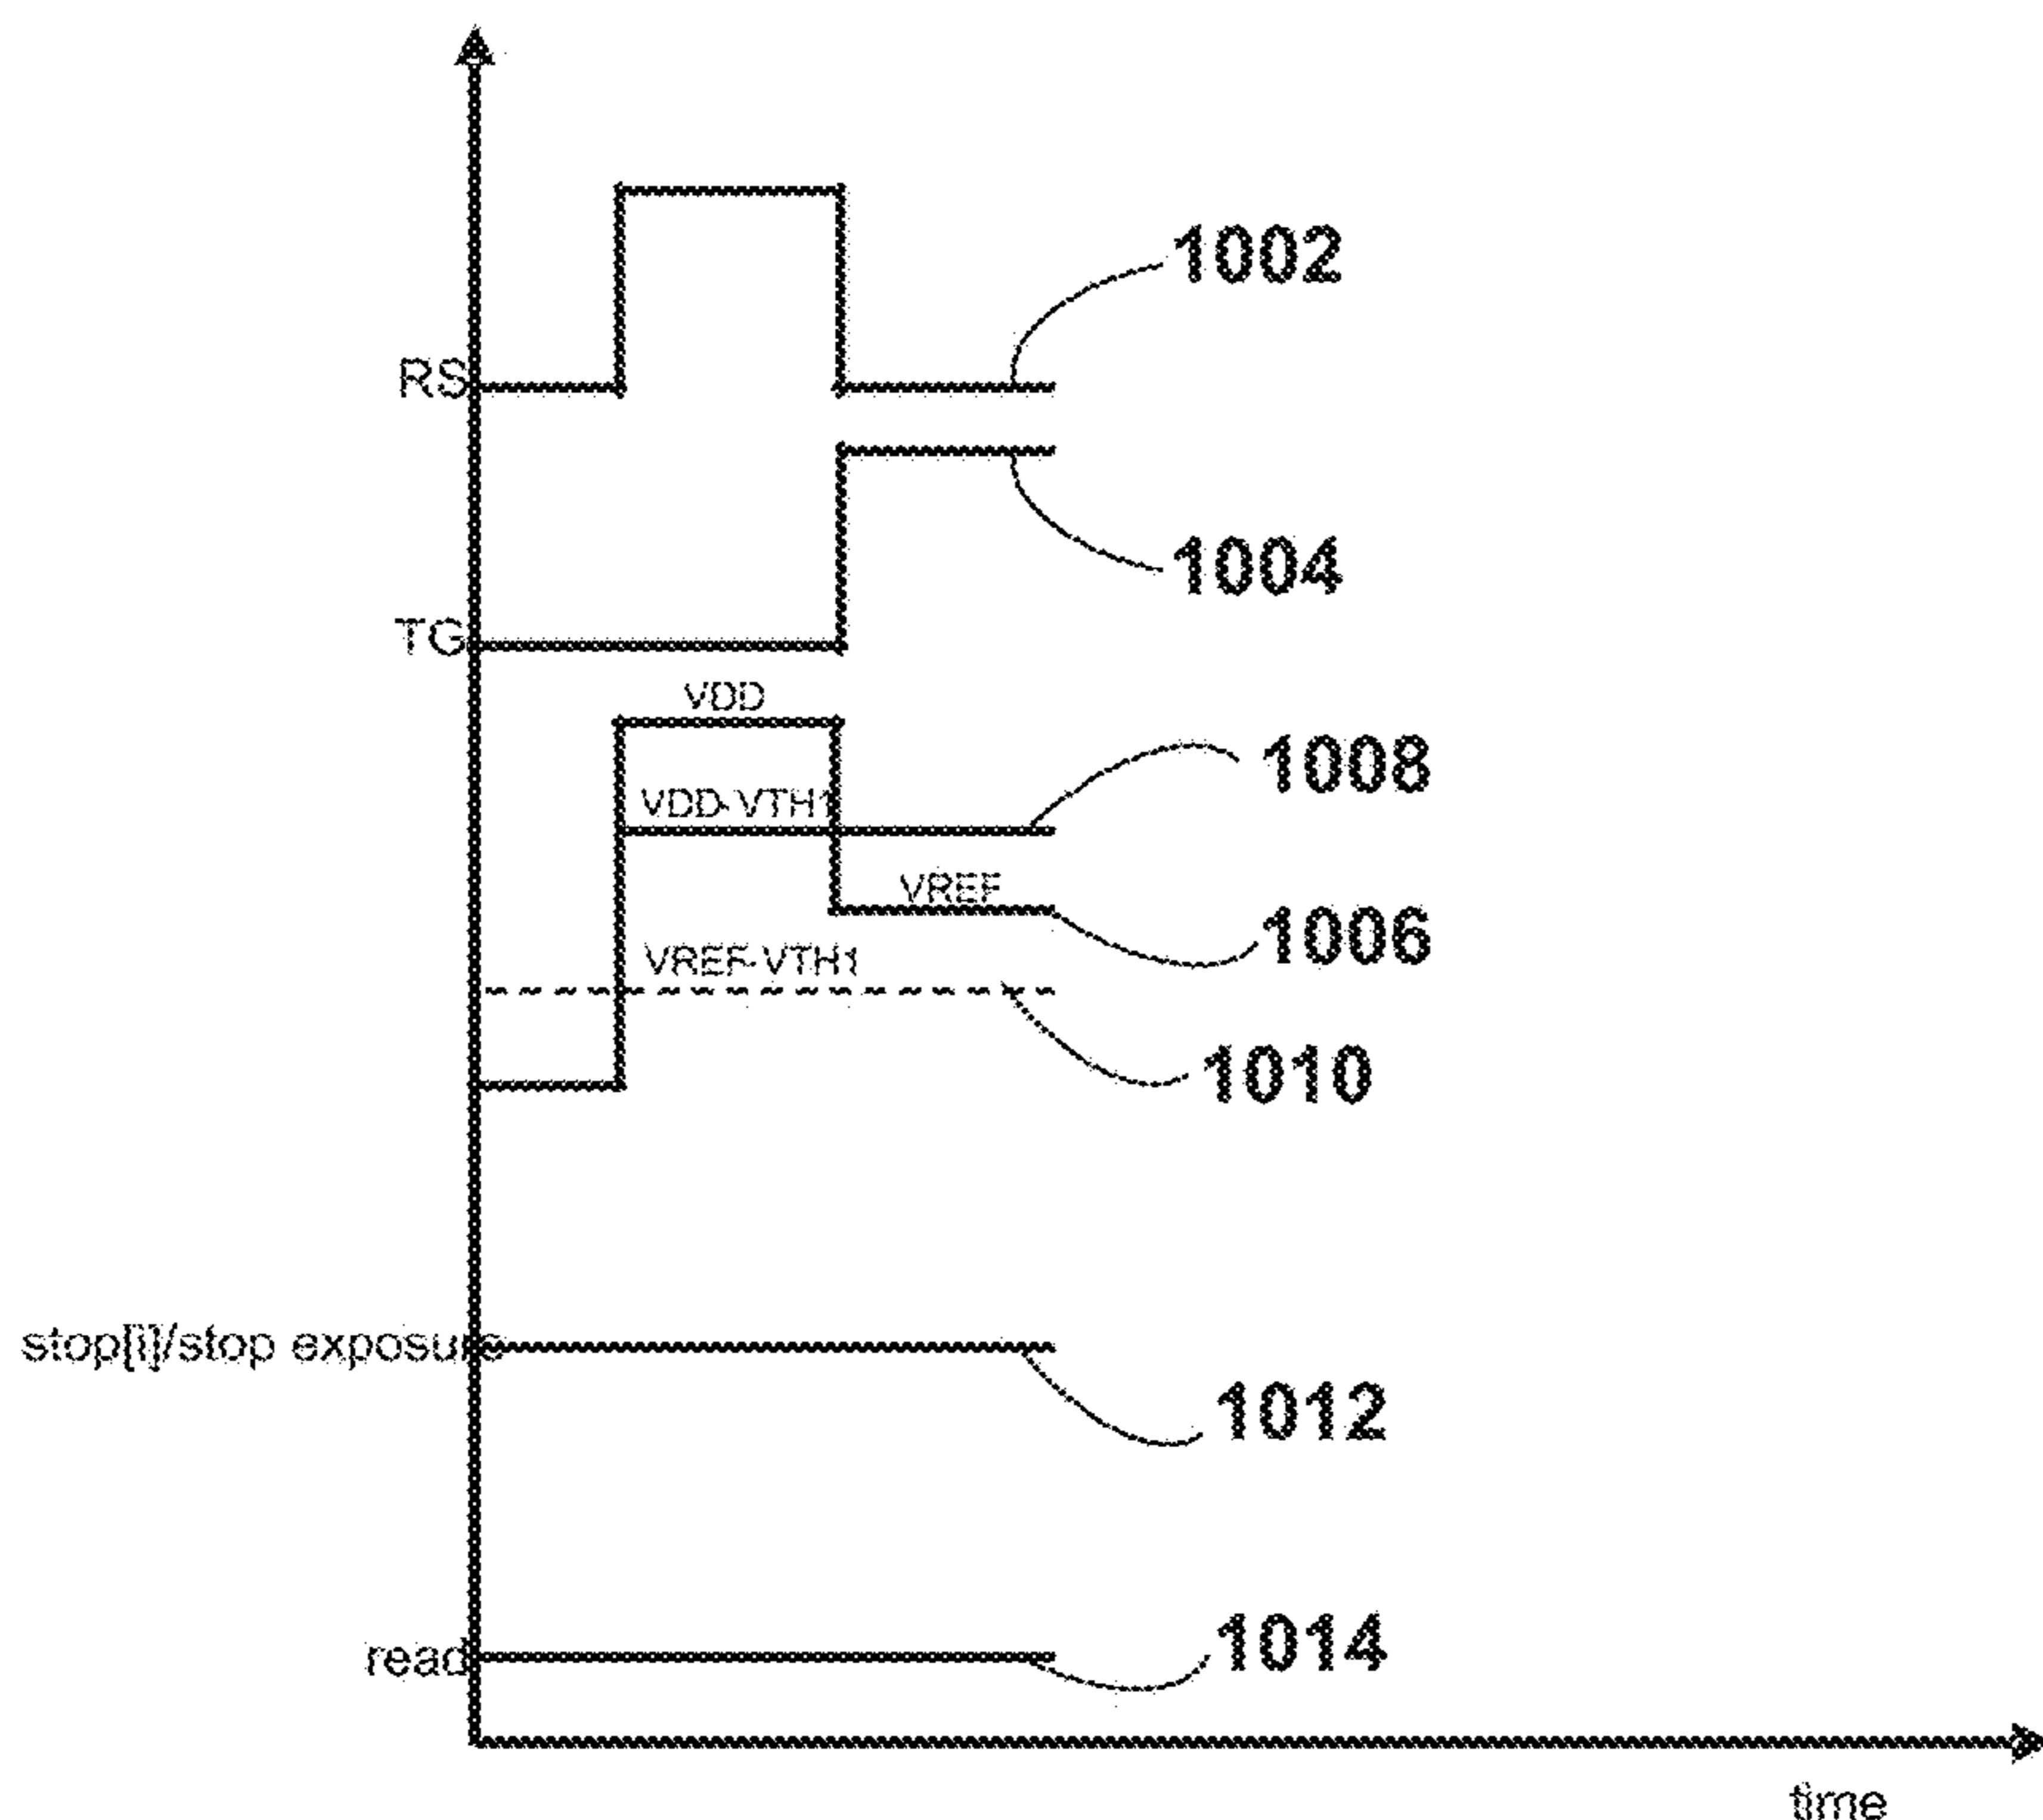 1002
RS
1004
TG
VDD
1008
VDD-VTH1
VREF
1006
VREF-VTH1
1010
stop[i]/stop exposure
1012
1014
read
time